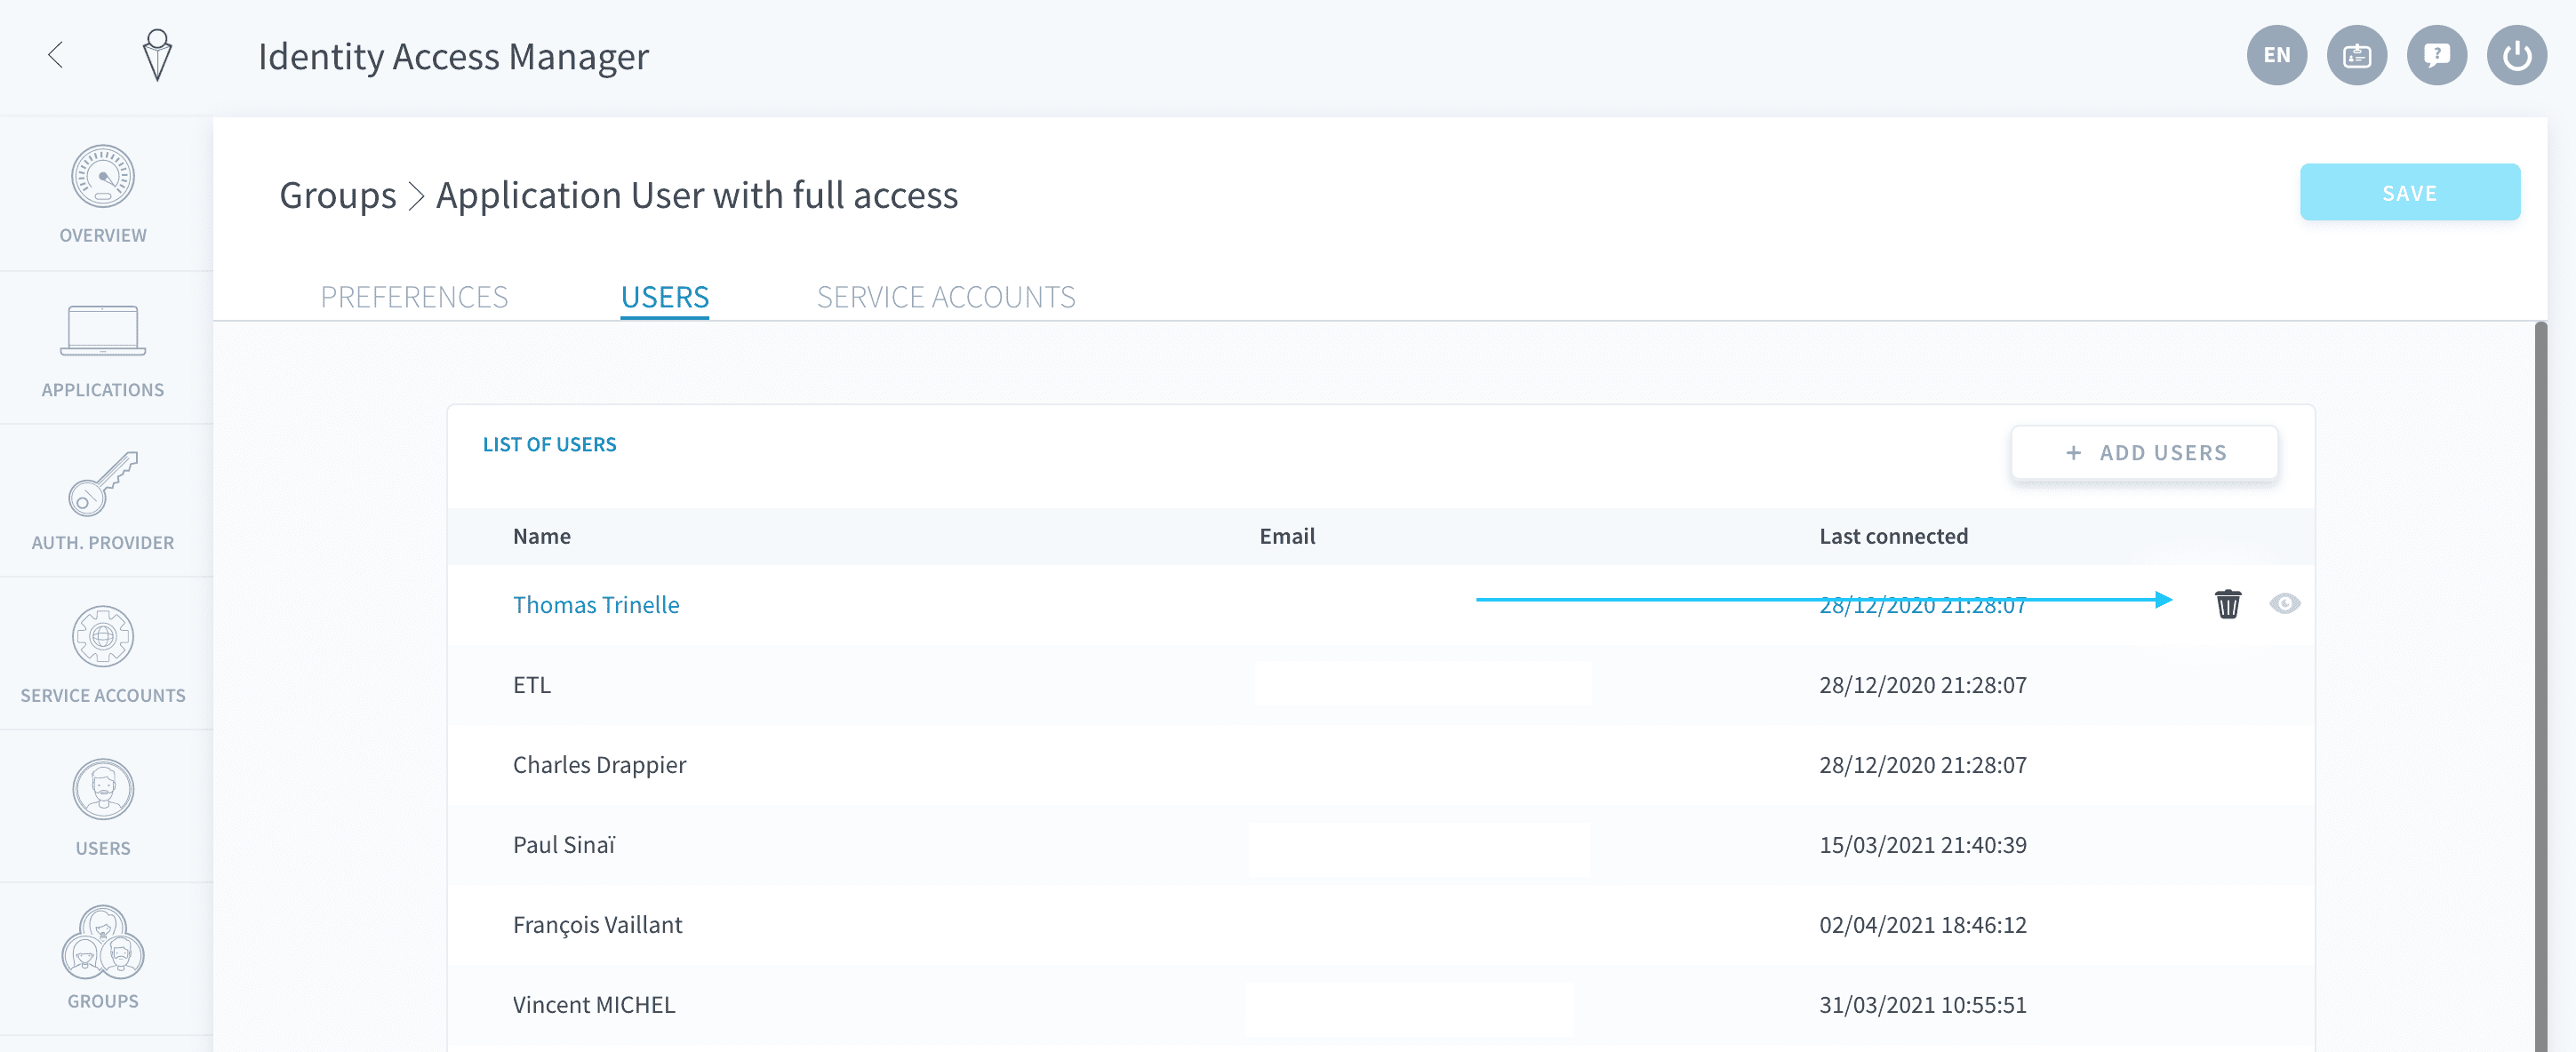 Identity Access Manager
EN
?
Groups > Application User with full access
SAVE
PREFERENCES
USERS
SERVICE ACCOUNTS
OVERVIEW
APPLICATIONS
AUTH. PROVIDER
SERVICE ACCOUNTS
USERS
GROUPS
LIST OF USERS
+ ADD USERS
Name Email Last connected
Thomas Trinelle 28/12/2020 21:28:07
ETL 28/12/2020 21:28:07
Charles Drappier 28/12/2020 21:28:07
Paul Sinaï 15/03/2021 21:40:39
François Vaillant 02/04/2021 18:46:12
Vincent MICHEL 31/03/2021 10:55:51